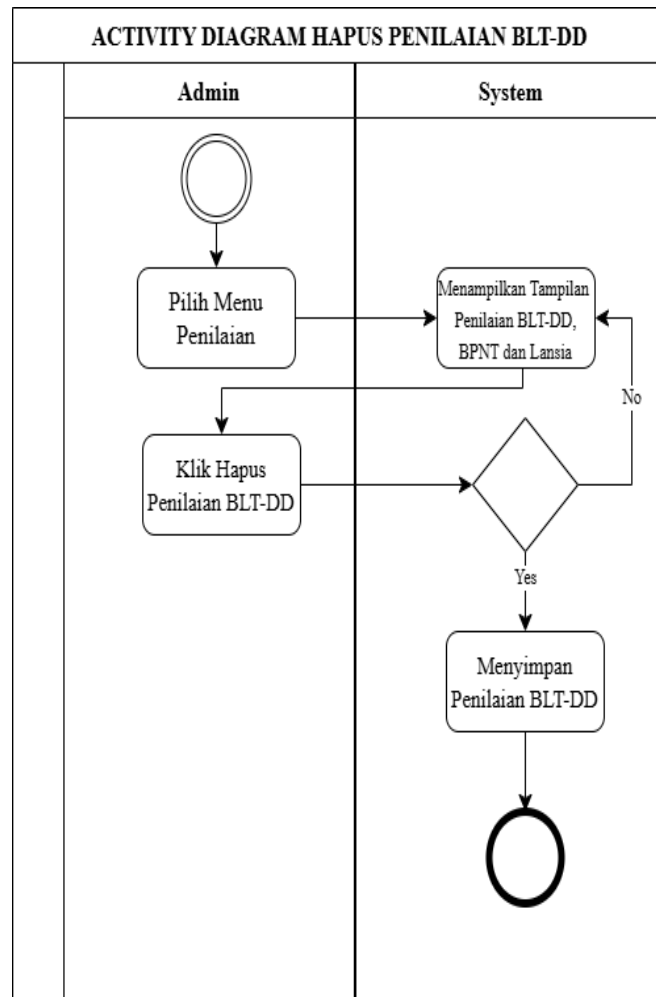 ACTIVITY DIAGRAM HAPUS PENILAIAN BLT-DD
Admin
System
Pilih Menu
Penilaian
Menampilkan Tampilan
Penilaian BLT-DD,
BPNT dan Lansia
No
Klik Hapus
Penilaian BLT-DD
Yes
Menyimpan
Penilaian BLT-DD